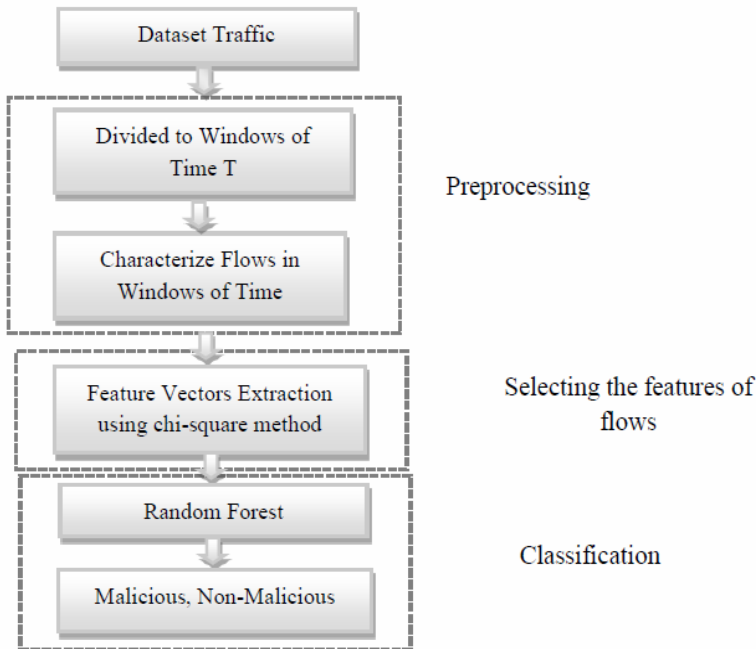 Dataset Traffic
Divided to Windows of
Time T
Preprocessing
Characterize Flows in
Windows of Time
Feature Vectors Extraction
using chi-square method
Selecting the features of
flows
Random Forest
Classification
Malicious, Non-Malicious